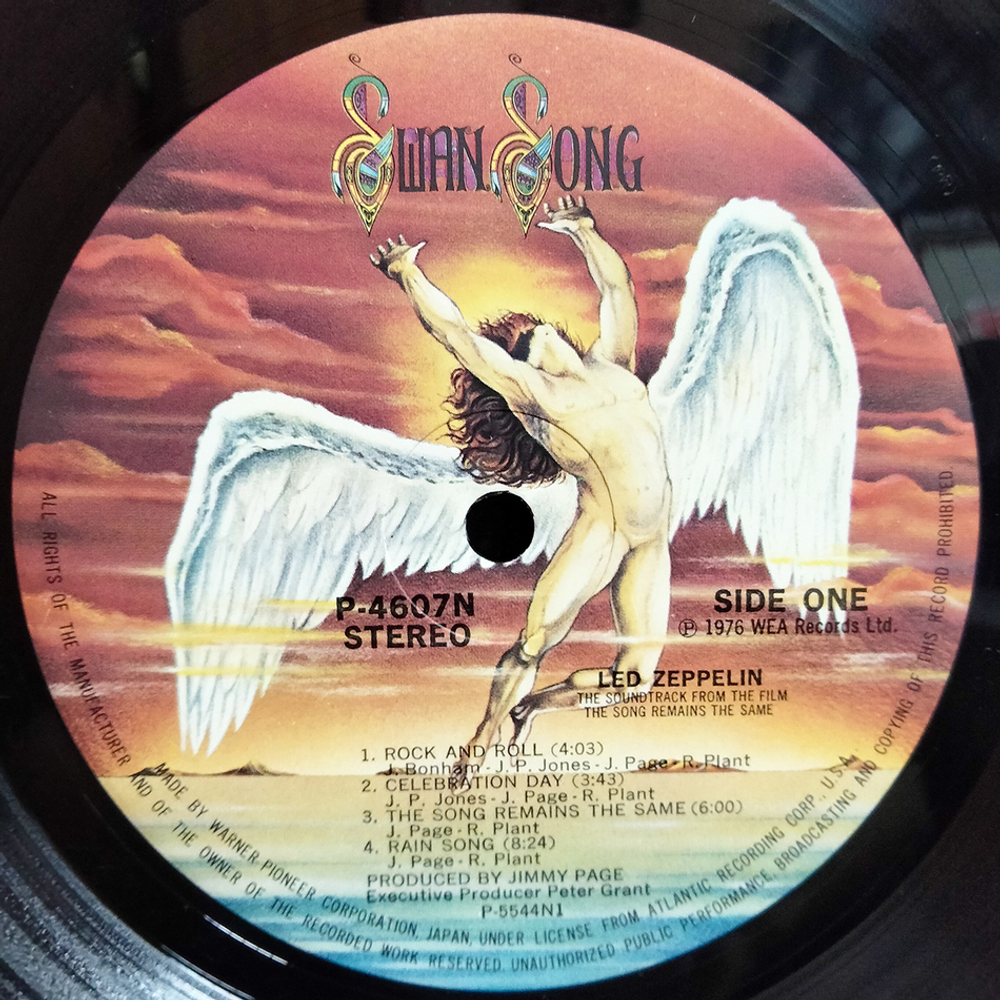 SWAN SONG
P-4607N
STEREO
SIDE ONE
℗ 1976 WEA Records Ltd.
LED ZEPPELIN
THE SOUNDTRACK FROM THE FILM
THE SONG REMAINS THE SAME
1. ROCK AND ROLL (4:03)
J. Bonham - J. P. Jones - J. Page - R. Plant
2. CELEBRATION DAY (3:43)
J. P. Jones - J. Page - R. Plant
3. THE SONG REMAINS THE SAME (6:00)
J. Page - R. Plant
4. RAIN SONG (8:24)
J. Page - R. Plant
PRODUCED BY JIMMY PAGE
Executive Producer Peter Grant
P-5544N1
MADE BY WARNER-PIONEER CORPORATION, JAPAN, UNDER LICENSE FROM ATLANTIC RECORDING CORP., U.S.A.
ALL RIGHTS OF THE MANUFACTURER AND OF THE OWNER OF THE RECORDED WORK RESERVED. UNAUTHORIZED PUBLIC PERFORMANCE, BROADCASTING AND COPYING OF THIS RECORD PROHIBITED.